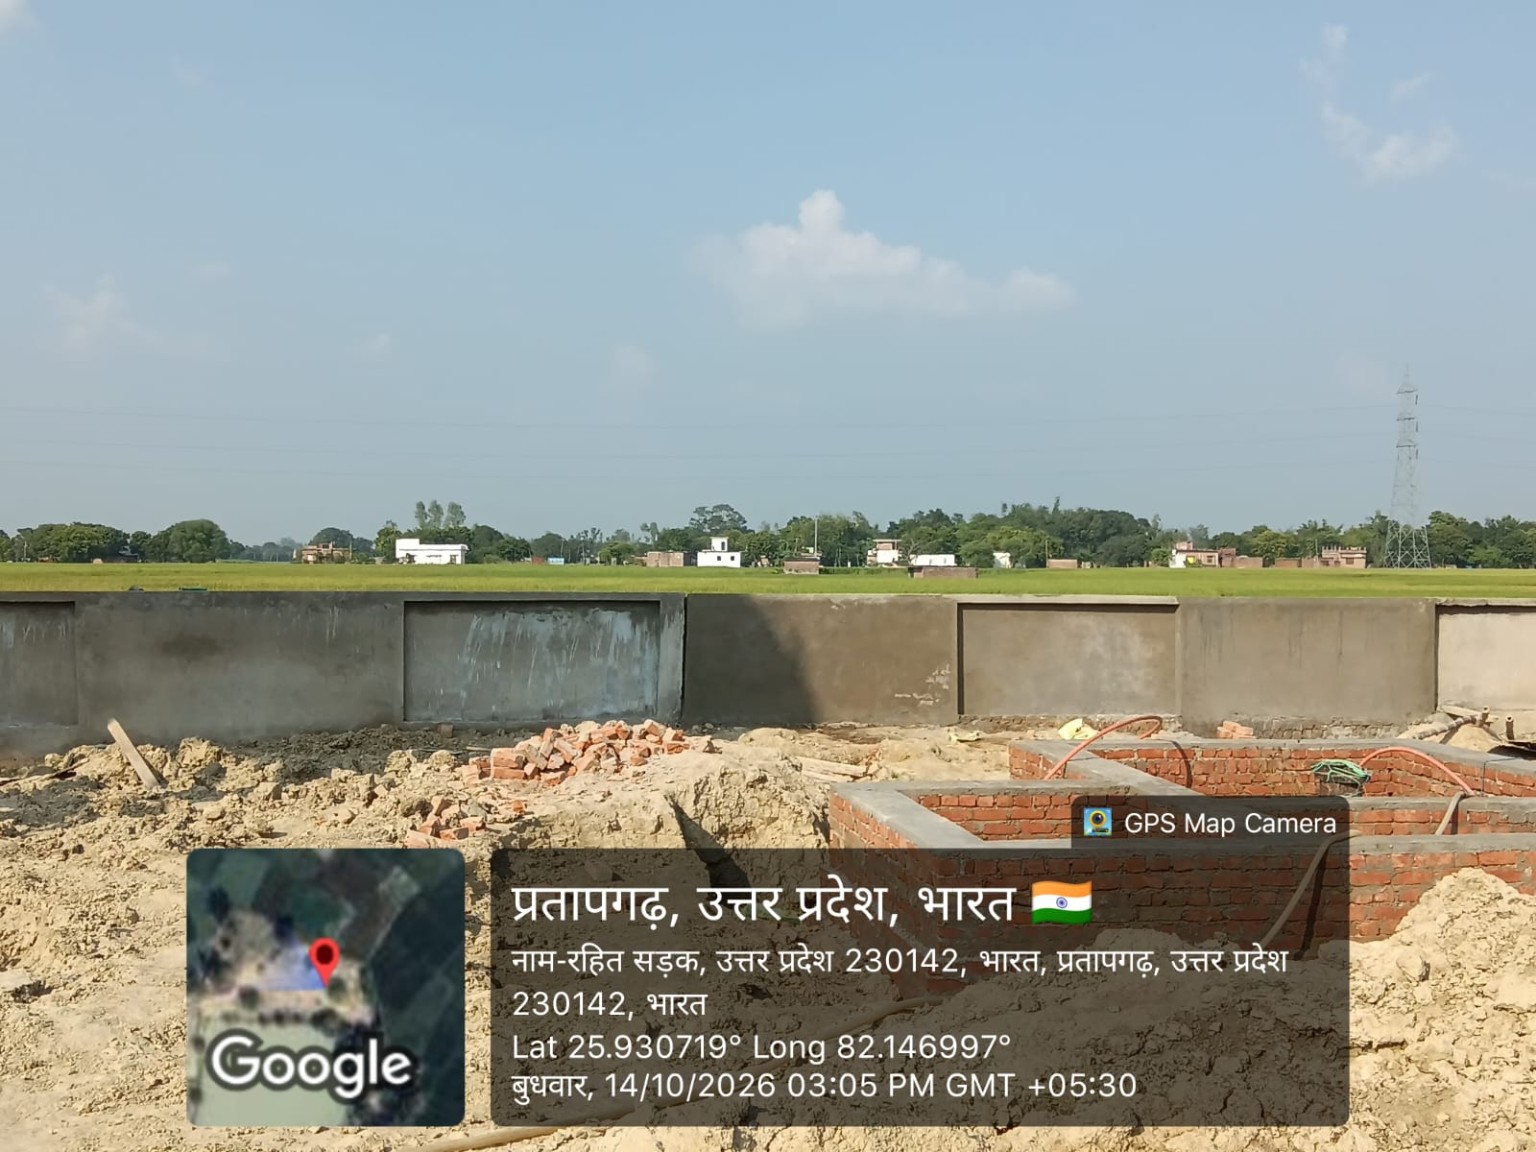 GPS Map Camera
प्रतापगढ़, उत्तर प्रदेश, भारत 🇮🇳
नाम-रहित सड़क, उत्तर प्रदेश 230142, भारत, प्रतापगढ़, उत्तर प्रदेश
230142, भारत
Lat 25.930719° Long 82.146997°
बुधवार, 14/10/2026 03:05 PM GMT +05:30
Google